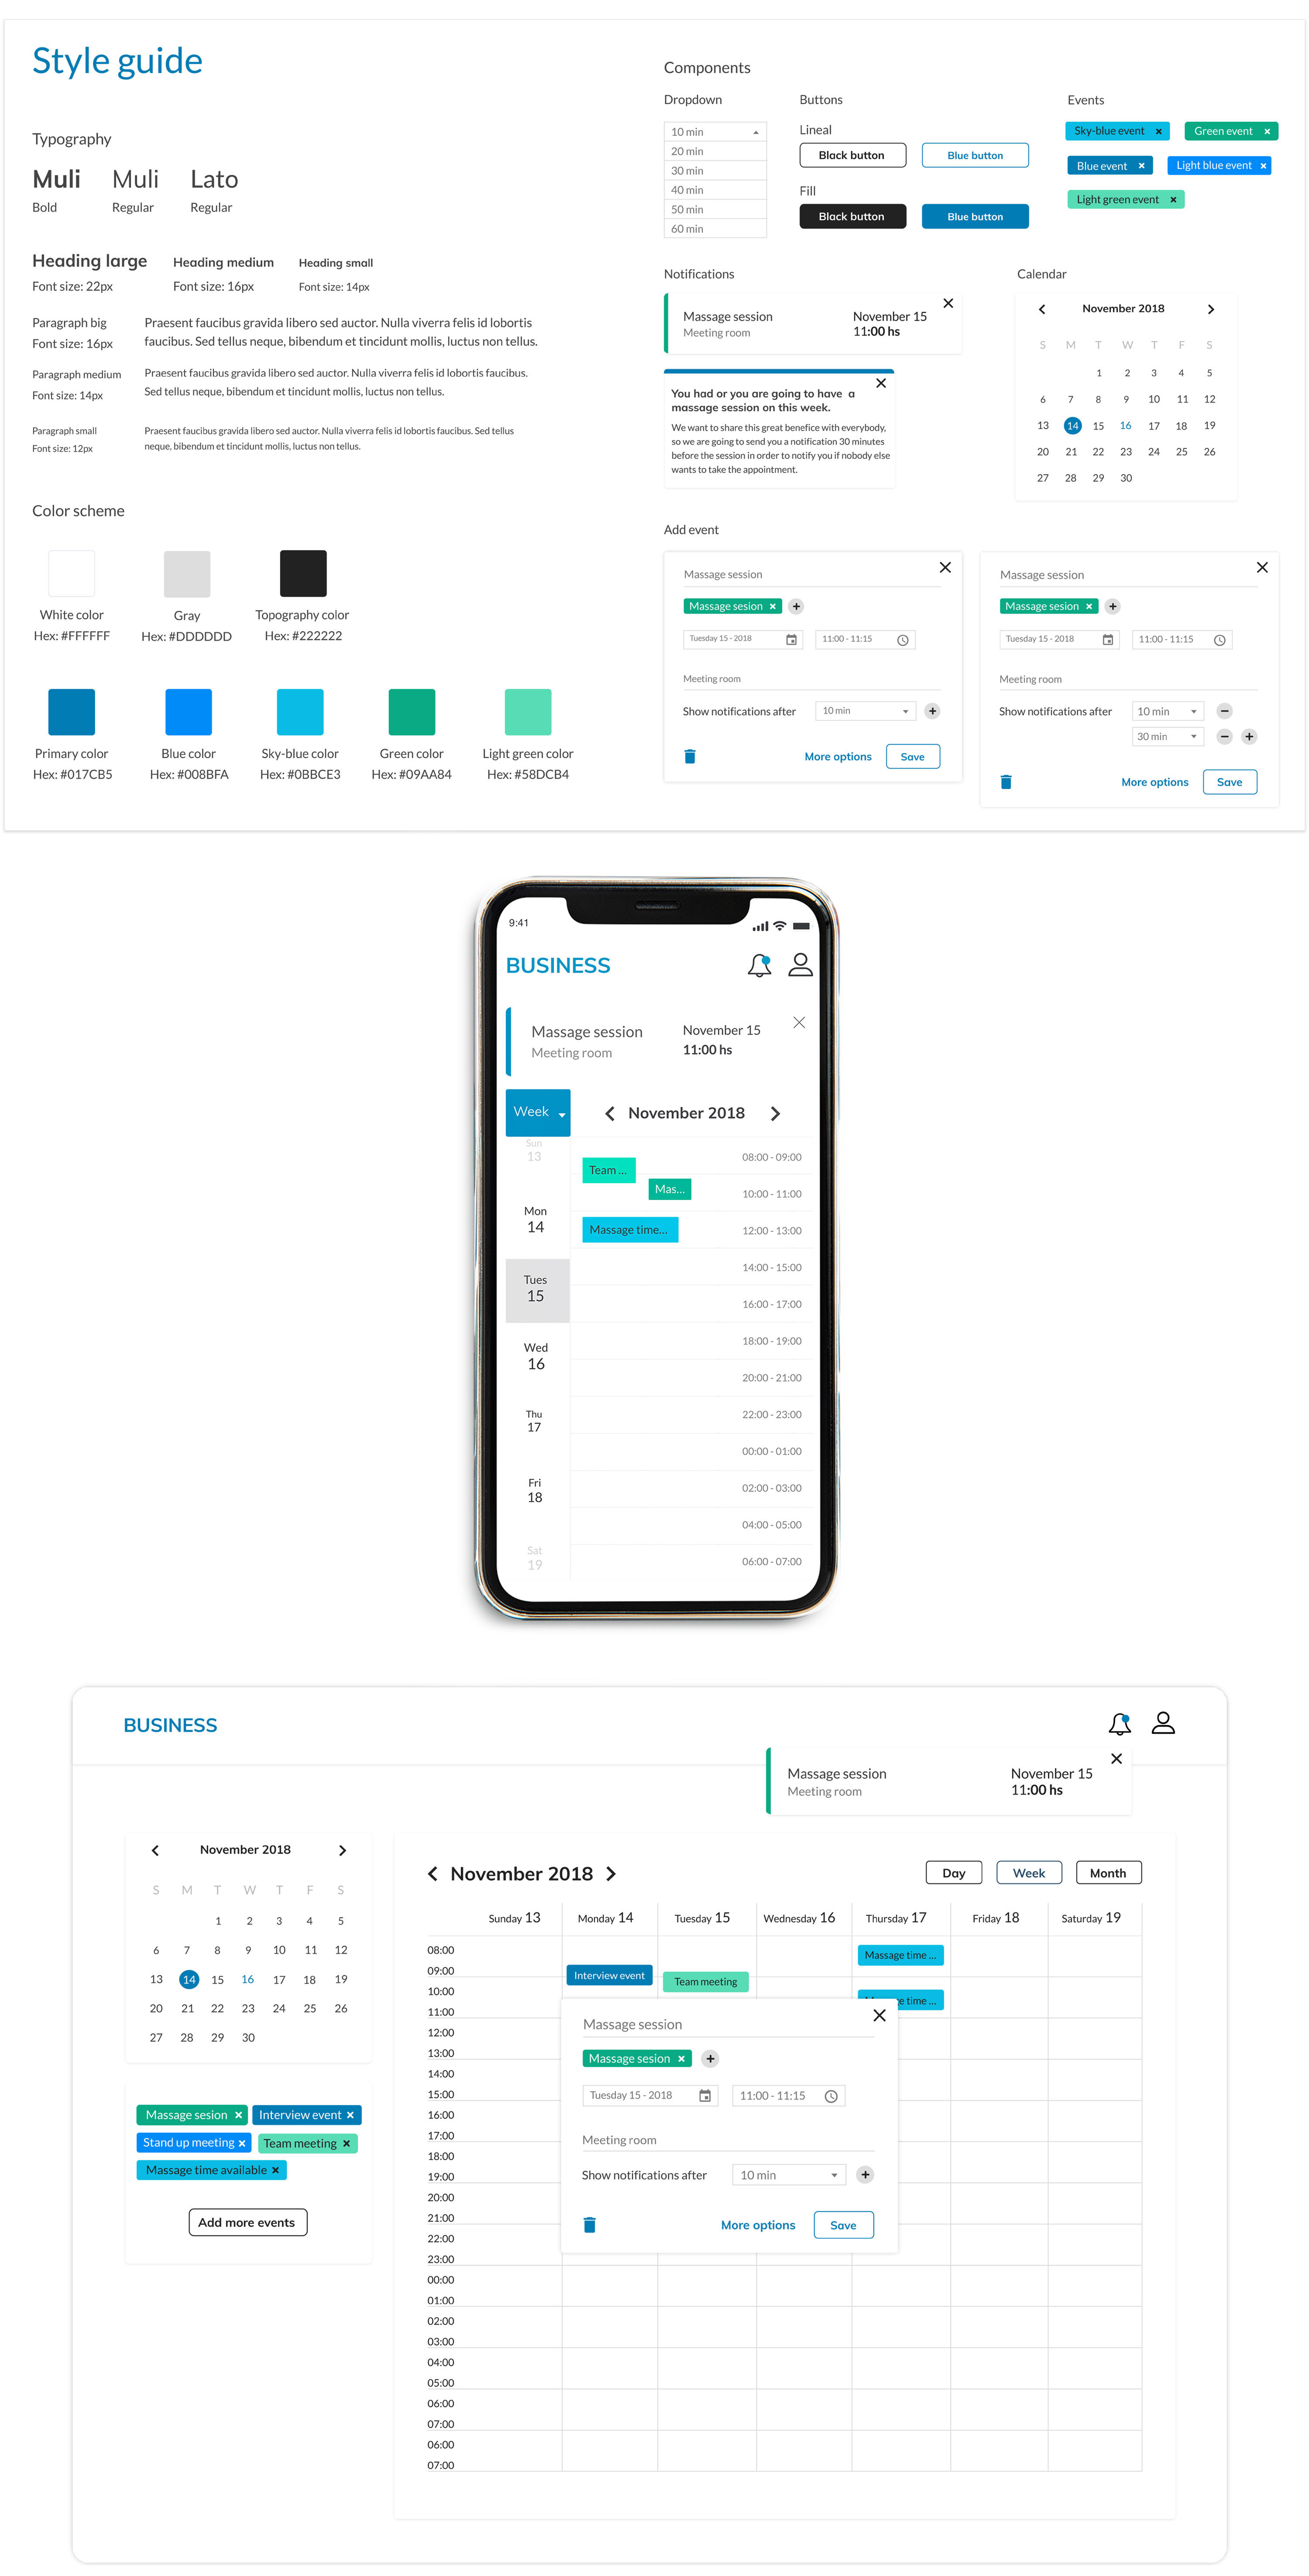 Style guide
Typography
Muli Muli Lato
Bold Regular Regular
Heading large Heading medium Heading small
Font size: 22px Font size: 16px Font size: 14px
Paragraph big
Font size: 16px
Praesent faucibus gravida libero sed auctor. Nulla viverra felis id lobortis
faucibus. Sed tellus neque, bibendum et tincidunt mollis, luctus non tellus.
Paragraph medium
Font size: 14px
Praesent faucibus gravida libero sed auctor. Nulla viverra felis id lobortis faucibus.
Sed tellus neque, bibendum et tincidunt mollis, luctus non tellus.
Paragraph small
Font size: 12px
Praesent faucibus gravida libero sed auctor. Nulla viverra felis id lobortis faucibus. Sed tellus
neque, bibendum et tincidunt mollis, luctus non tellus.
Color scheme
White color Gray Topography color
Hex: #FFFFFF Hex: #DDDDDD Hex: #222222
Primary color Blue color Sky-blue color Green color Light green color
Hex: #017CB5 Hex: #008BFA Hex: #0BBCE3 Hex: #09AA84 Hex: #58DCB4
Components
Dropdown
10 min
20 min
30 min
40 min
50 min
60 min
Buttons
Lineal
Black button Blue button
Fill
Black button Blue button
Events
Sky-blue event × Green event ×
Blue event × Light blue event ×
Light green event ×
Notifications
Massage session November 15
Meeting room 11:00 hs
You had or you are going to have a
massage session on this week.
We want to share this great benefice with everybody,
so we are going to send you a notification 30 minutes
before the session in order to notify you if nobody else
wants to take the appointment.
Calendar
November 2018
S M T W T F S
1 2 3 4 5
6 7 8 9 10 11 12
13 14 15 16 17 18 19
20 21 22 23 24 25 26
27 28 29 30
Add event
Massage session
Massage sesion × +
Tuesday 15 - 2018 11:00 - 11:15
Meeting room
Show notifications after 10 min +
More options Save
Massage session
Massage sesion × +
Tuesday 15 - 2018 11:00 - 11:15
Meeting room
Show notifications after 10 min −
30 min − +
More options Save
9:41
BUSINESS
Massage session November 15
Meeting room 11:00 hs
Week November 2018
Sun
13
Mon
14
Tues
15
Wed
16
Thu
17
Fri
18
Sat
19
Team ...
Mas...
Massage time...
08:00 - 09:00
10:00 - 11:00
12:00 - 13:00
14:00 - 15:00
16:00 - 17:00
18:00 - 19:00
20:00 - 21:00
22:00 - 23:00
00:00 - 01:00
02:00 - 03:00
04:00 - 05:00
06:00 - 07:00
BUSINESS
Massage session November 15
Meeting room 11:00 hs
November 2018
S M T W T F S
1 2 3 4 5
6 7 8 9 10 11 12
13 14 15 16 17 18 19
20 21 22 23 24 25 26
27 28 29 30
Massage sesion × Interview event ×
Stand up meeting × Team meeting ×
Massage time available ×
Add more events
November 2018 Day Week Month
Sunday 13 Monday 14 Tuesday 15 Wednesday 16 Thursday 17 Friday 18 Saturday 19
08:00
09:00
10:00
11:00
12:00
13:00
14:00
15:00
16:00
17:00
18:00
19:00
20:00
21:00
22:00
23:00
00:00
01:00
02:00
03:00
04:00
05:00
06:00
07:00
06:00
07:00
Massage time ...
Interview event
Team meeting
time ...
Massage session
Massage sesion × +
Tuesday 15 - 2018 11:00 - 11:15
Meeting room
Show notifications after 10 min +
More options Save